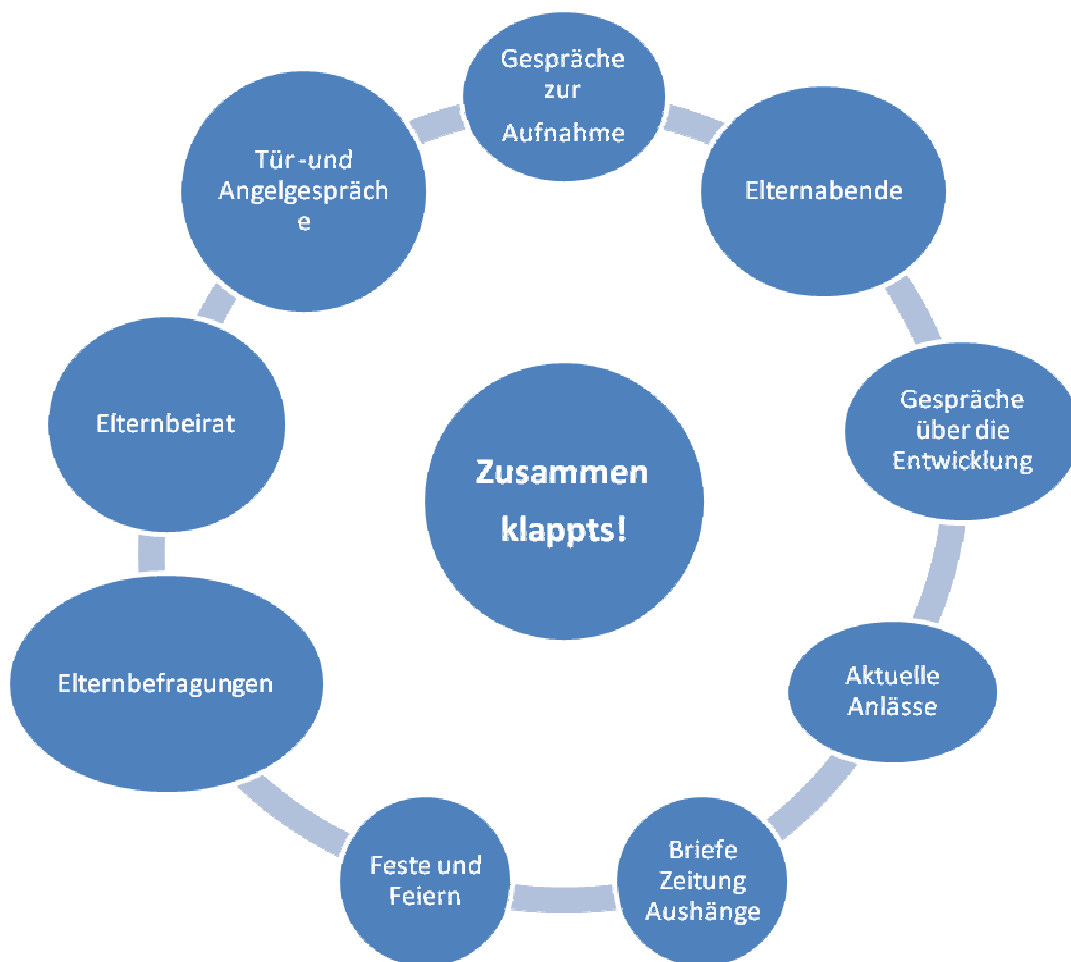 Gespräche
zur
Aufnahme
Elternabende
Gespräche
über die
Entwicklung
Aktuelle
Anlässe
Briefe
Zeitung
Aushänge
Feste und
Feiern
Elternbefragungen
Elternbeirat
Tür -und
Angelgespräch
e
Zusammen
klappts!